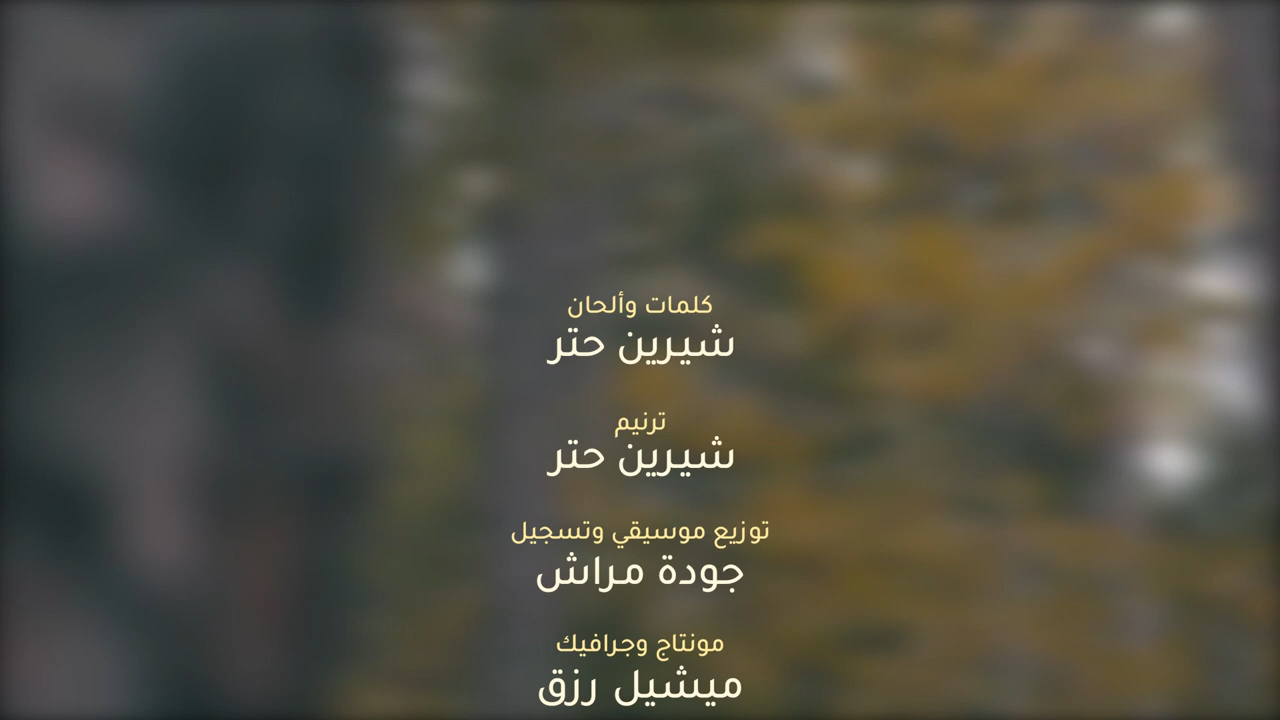 كلمات وألحان
شيرين حتر
ترنيم
شيرين حتر
توزيع موسيقي وتسجيل
جودة مراش
مونتاج وجرافيك
ميشيل رزق